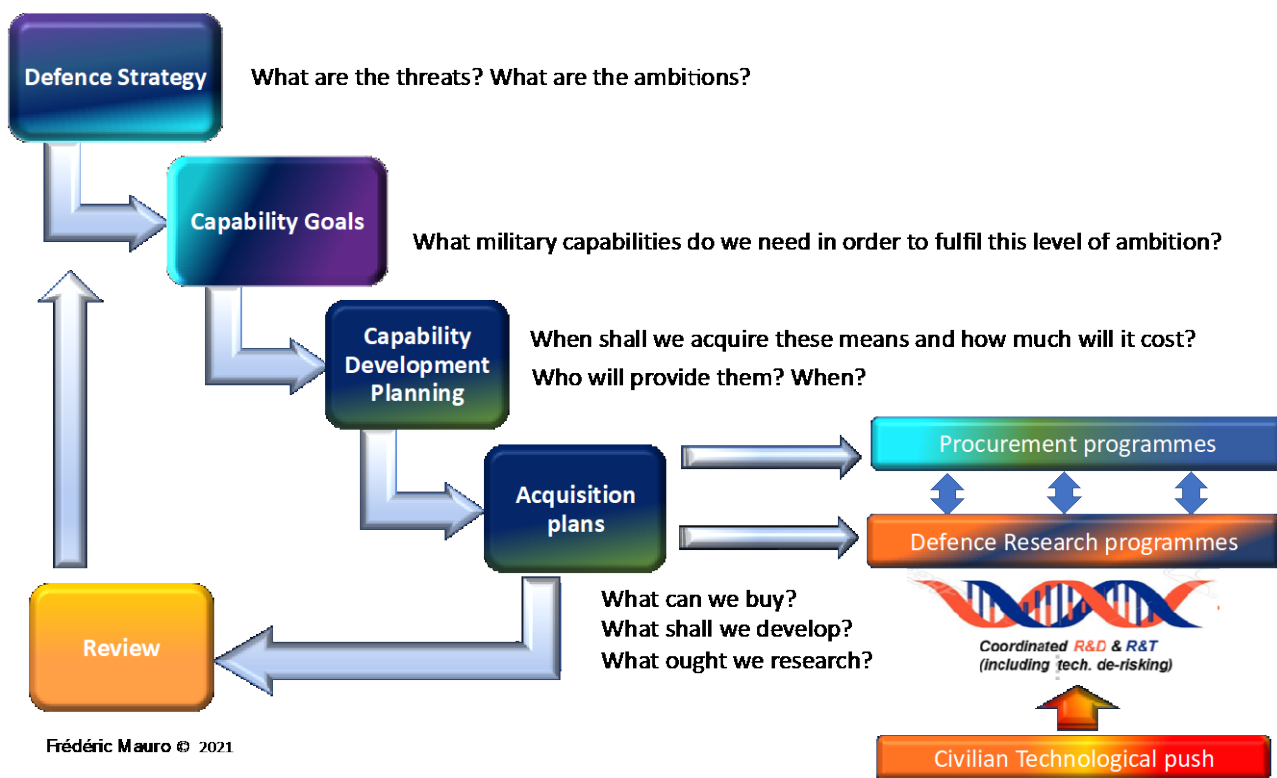 Defence Strategy
What are the threats? What are the ambitions?
Capability Goals
What military capabilities do we need in order to fulfil this level of ambition?
Capability
Development
Planning
When shall we acquire these means and how much will it cost?
Who will provide them? When?
Acquisition
plans
Procurement programmes
Defence Research programmes
What can we buy?
What shall we develop?
What ought we research?
Coordinated R&D & R&T
(including tech. de-risking)
Review
Civilian Technological push
Frédéric Mauro © 2021